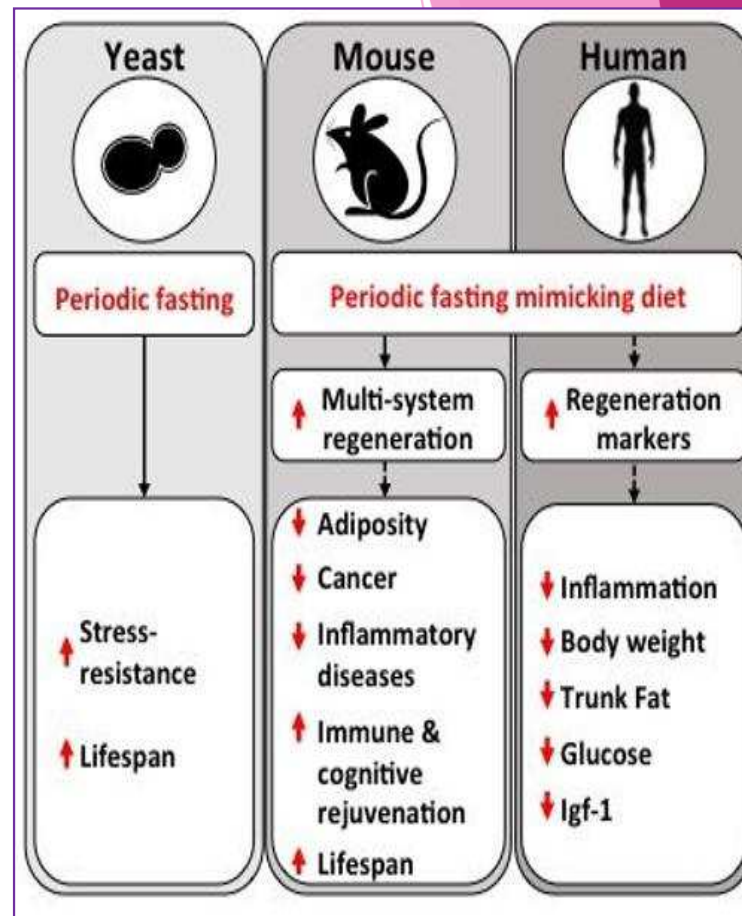 Yeast
Periodic fasting
↑ Stress-
resistance
↑ Lifespan
Mouse
Human
Periodic fasting mimicking diet
↑ Multi-system
regeneration
↓ Adiposity
↓ Cancer
↓ Inflammatory
diseases
↑ Immune &
cognitive
rejuvenation
↑ Lifespan
↑ Regeneration
markers
↓ Inflammation
↓ Body weight
↓ Trunk Fat
↓ Glucose
↓ Igf-1